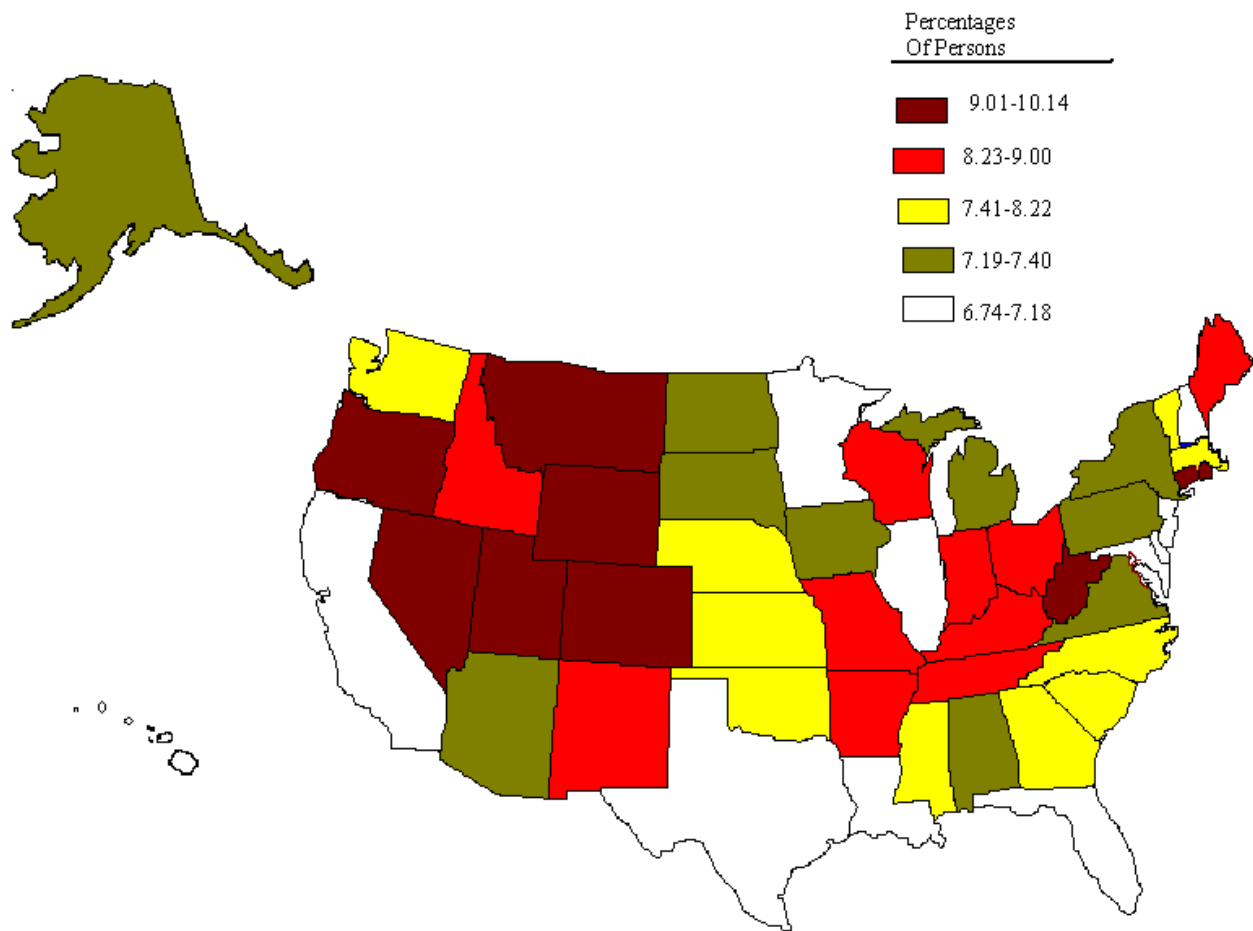 Percentages
Of Persons
9.01-10.14
8.23-9.00
7.41-8.22
7.19-7.40
6.74-7.18